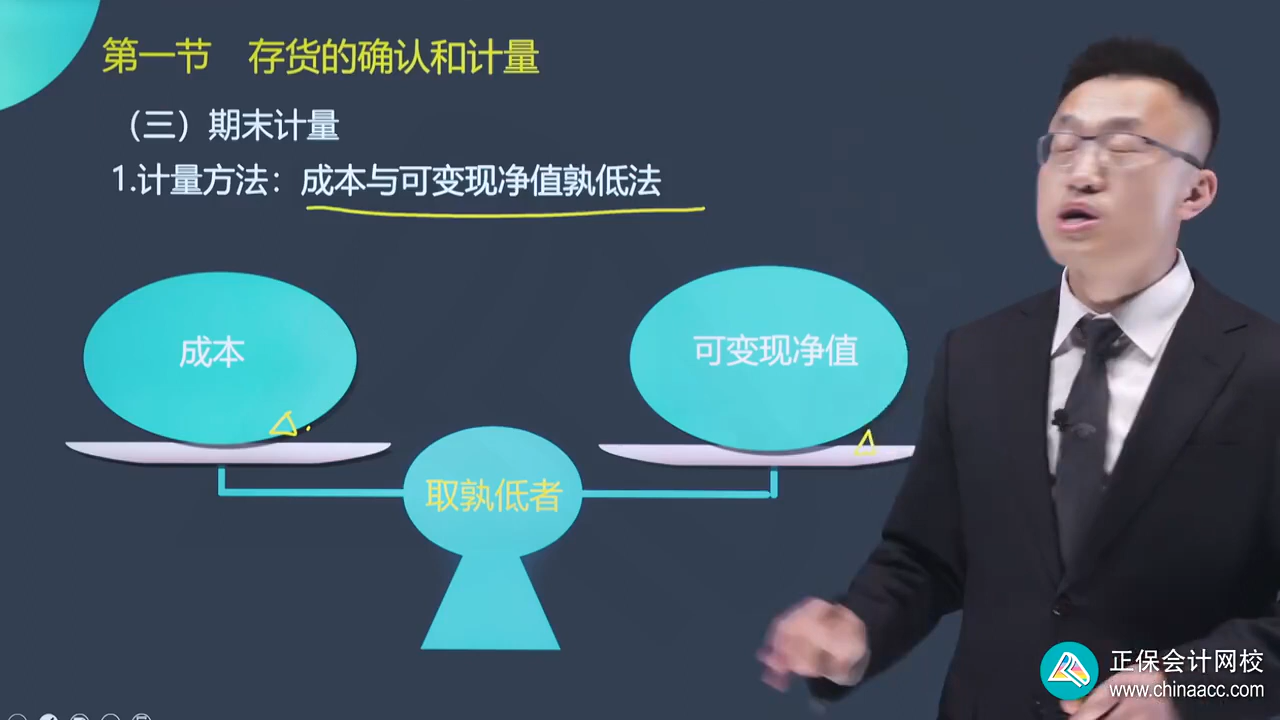 第一节 存货的确认和计量
（三）期末计量
1.计量方法：成本与可变现净值孰低法
成本
可变现净值
取孰低者
正保会计网校
www.chinaacc.com